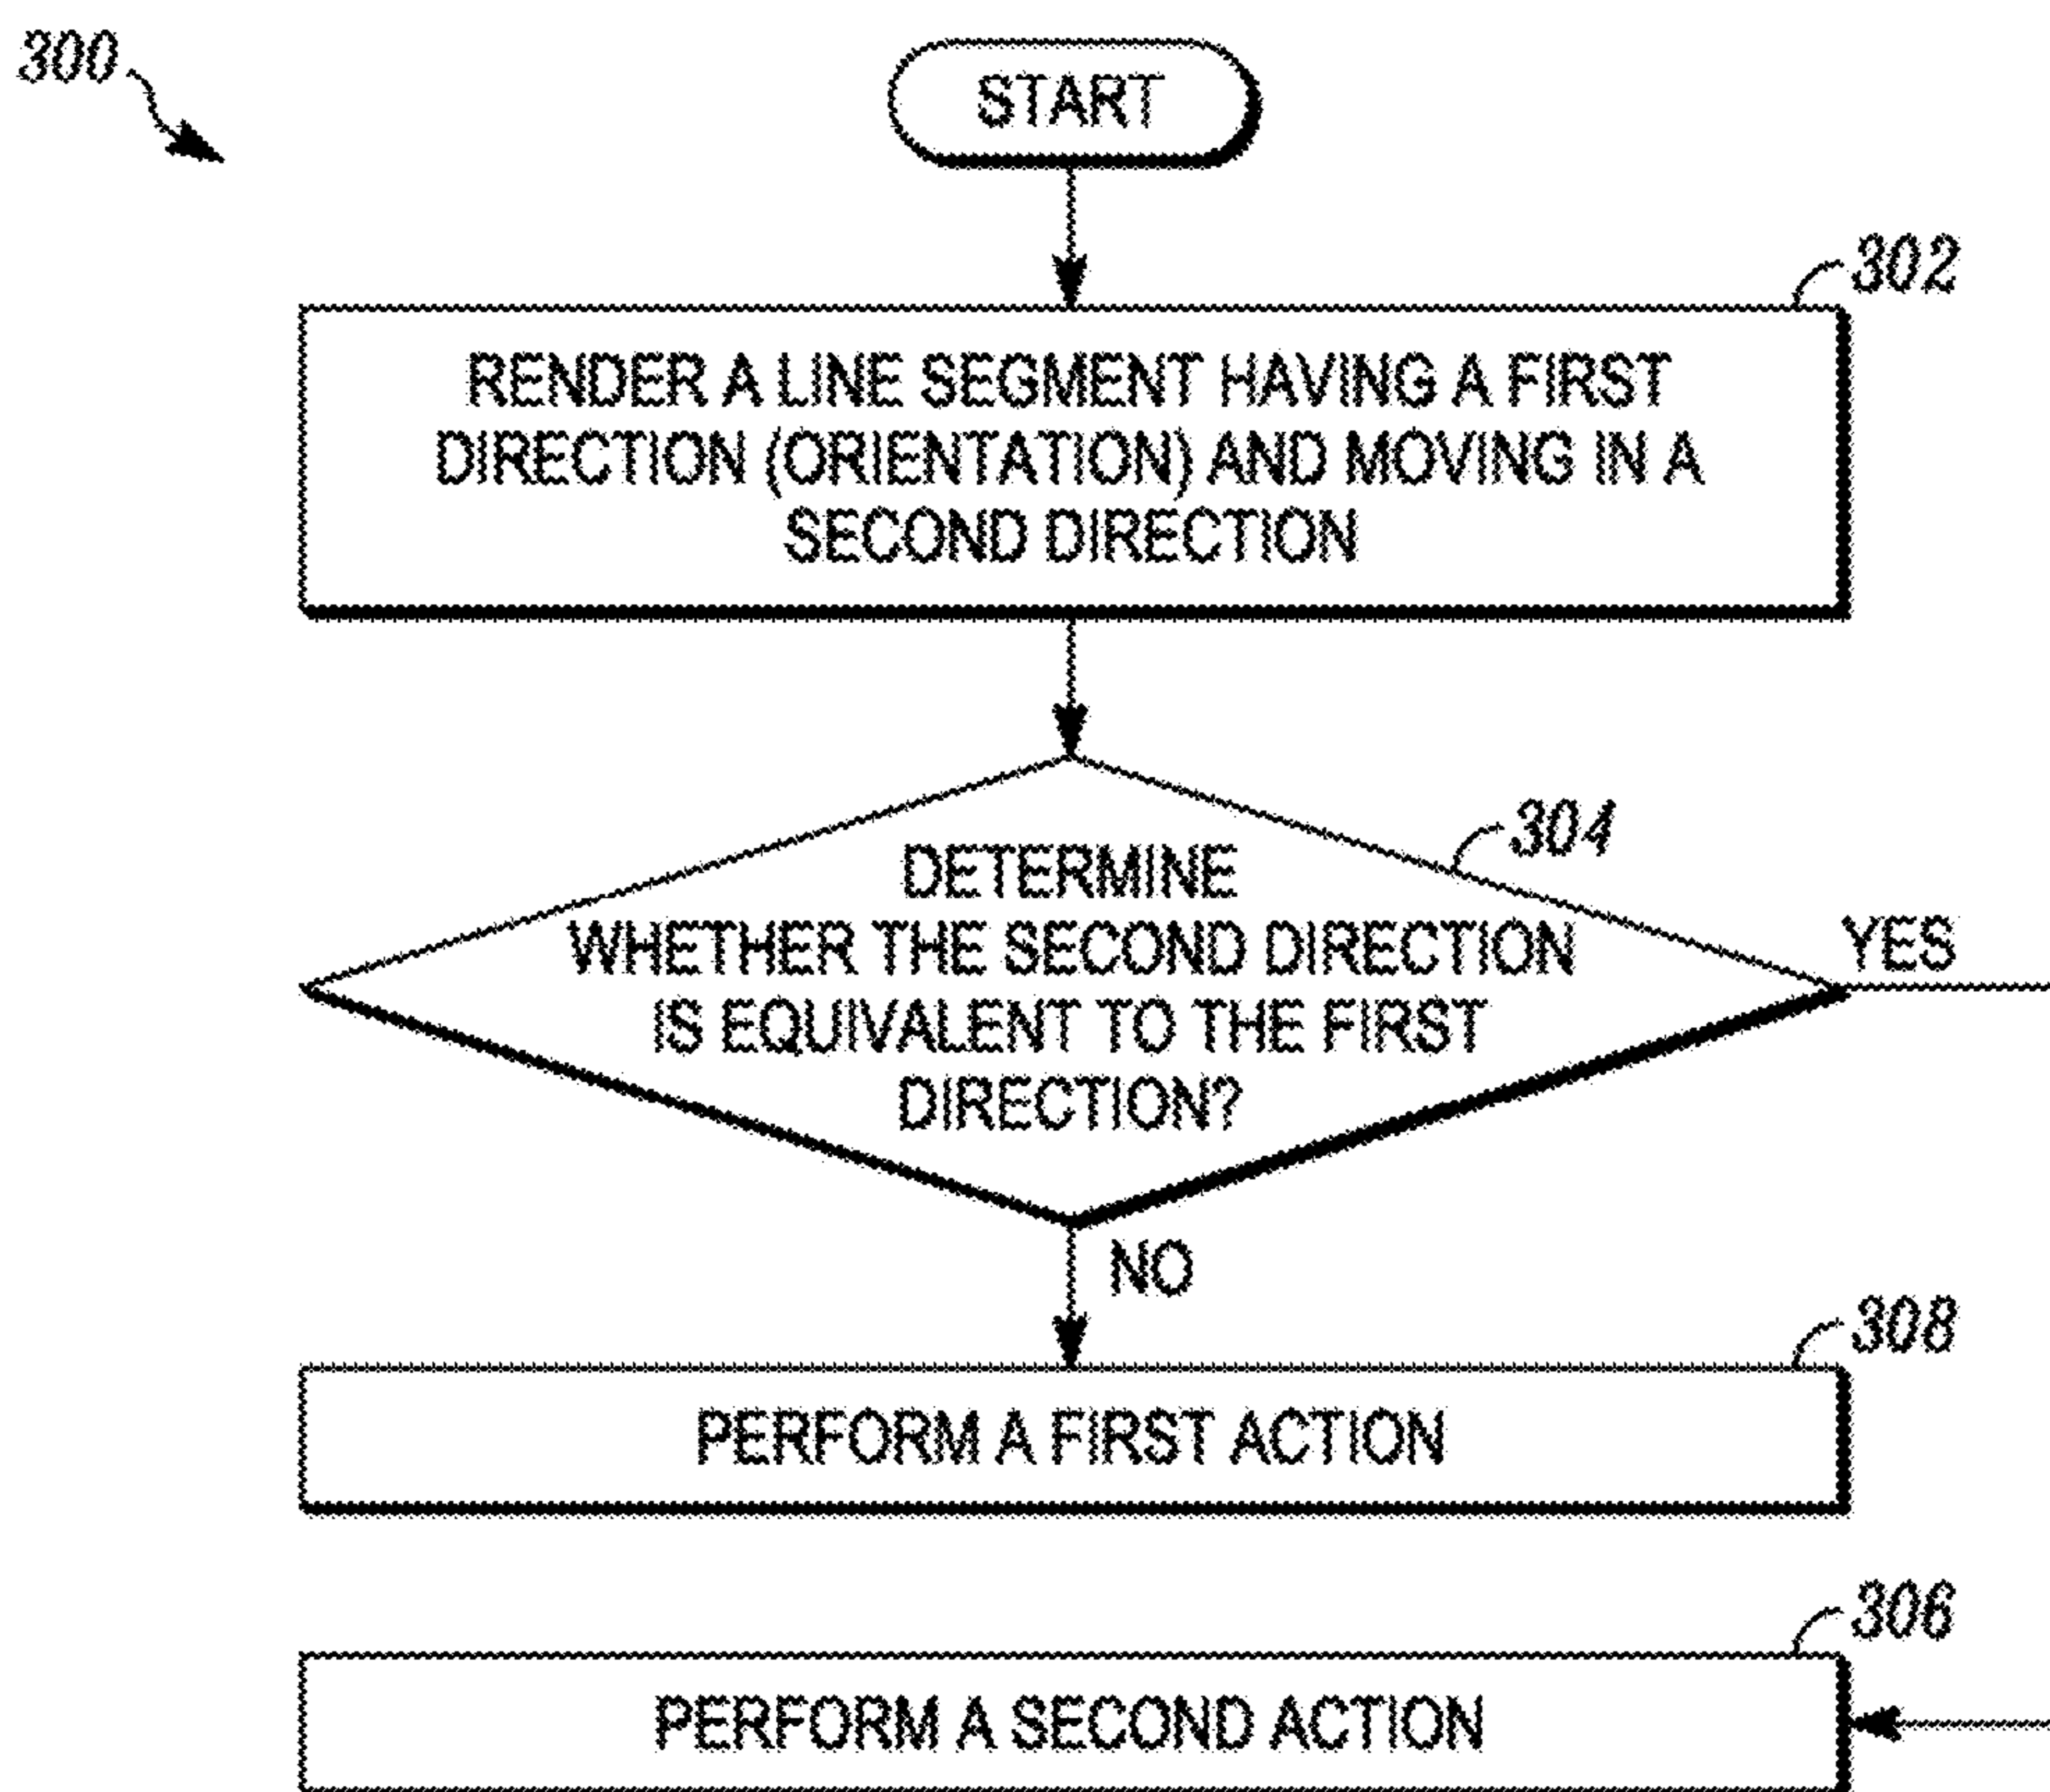 300
START
302
RENDER A LINE SEGMENT HAVING A FIRST
DIRECTION (ORIENTATION) AND MOVING IN A
SECOND DIRECTION
304
DETERMINE
WHETHER THE SECOND DIRECTION
IS EQUIVALENT TO THE FIRST
DIRECTION?
YES
NO
308
PERFORM A FIRST ACTION
306
PERFORM A SECOND ACTION